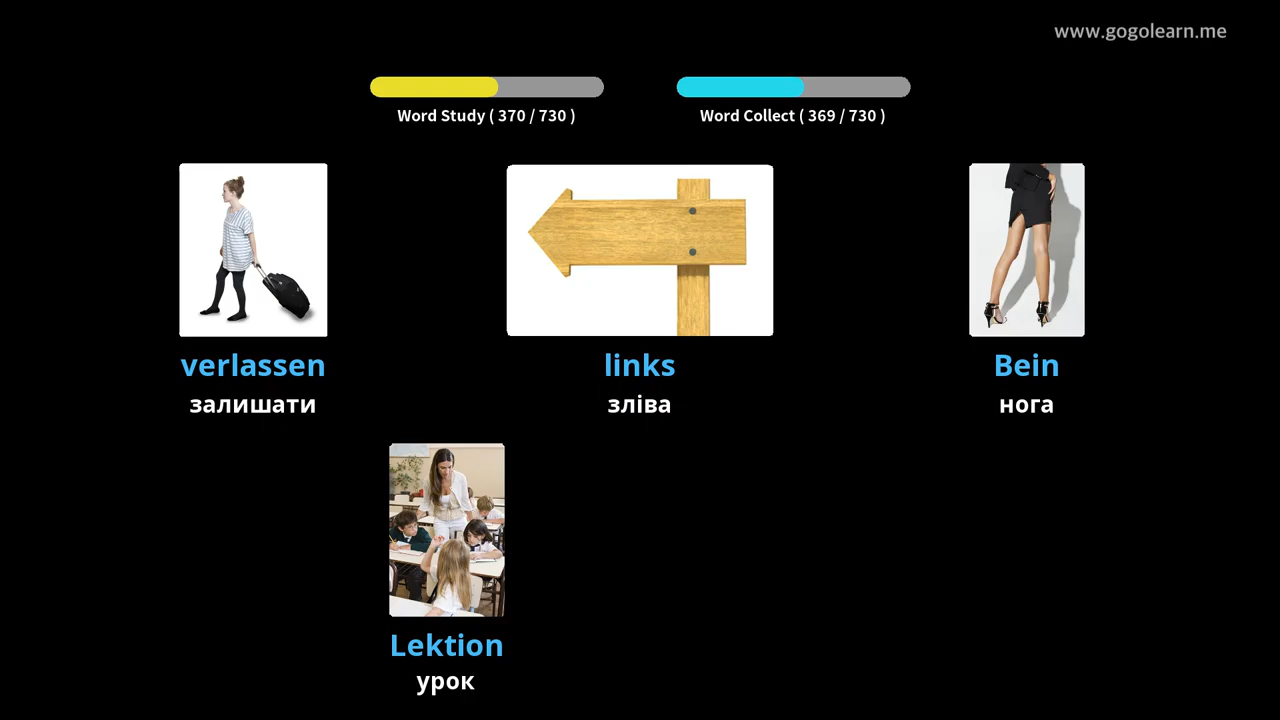 www.gogolearn.me
Word Study ( 370 / 730 )
Word Collect ( 369 / 730 )
verlassen
залишати
links
зліва
Bein
нога
Lektion
урок